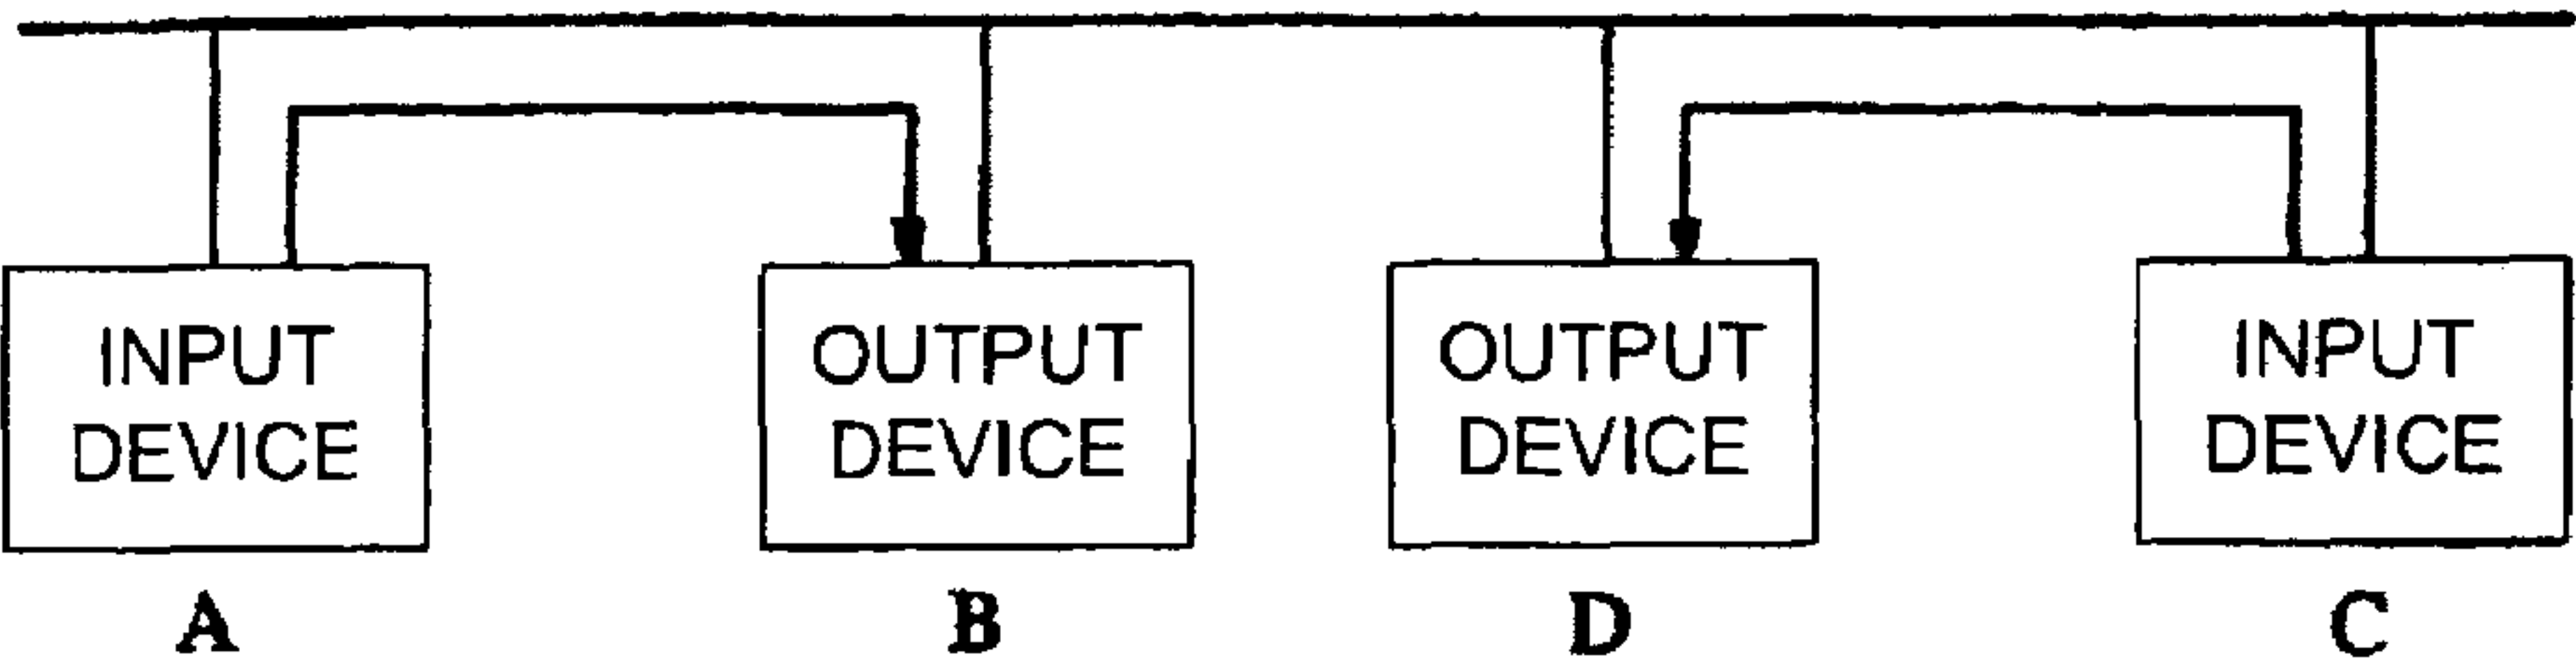 INPUT
DEVICE
OUTPUT
DEVICE
OUTPUT
DEVICE
INPUT
DEVICE
A
B
D
C